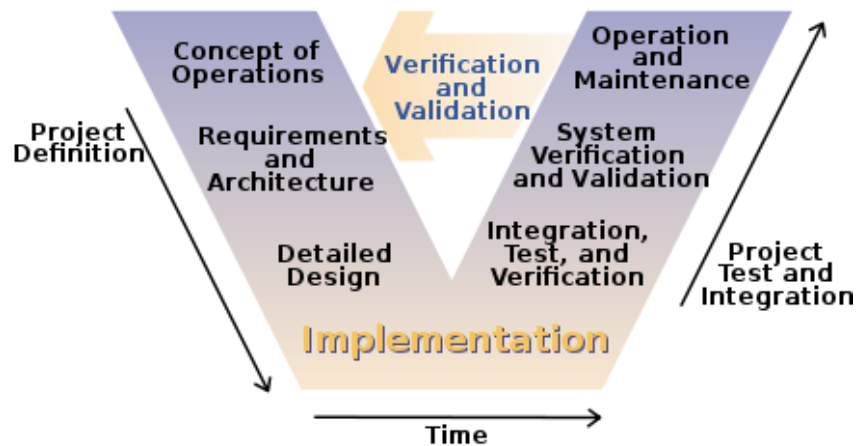 Concept of
Operations
Verification
and
Validation
Operation
and
Maintenance
Project
Definition
Requirements
and
Architecture
System
Verification
and Validation
Detailed
Design
Integration,
Test, and
Verification
Project
Test and
Integration
Implementation
Time